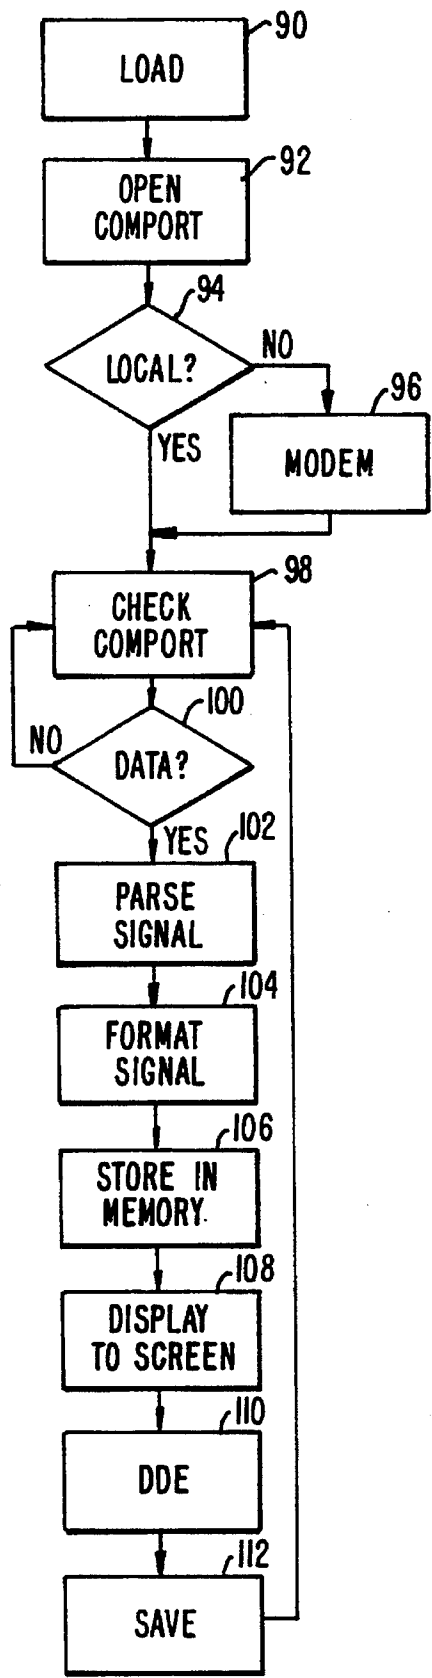 90
LOAD
92
OPEN
COMPORT
94
LOCAL?
NO
YES
96
MODEM
98
CHECK
COMPORT
100
NO
DATA?
YES
102
PARSE
SIGNAL
104
FORMAT
SIGNAL
106
STORE IN
MEMORY
108
DISPLAY
TO SCREEN
110
DDE
112
SAVE